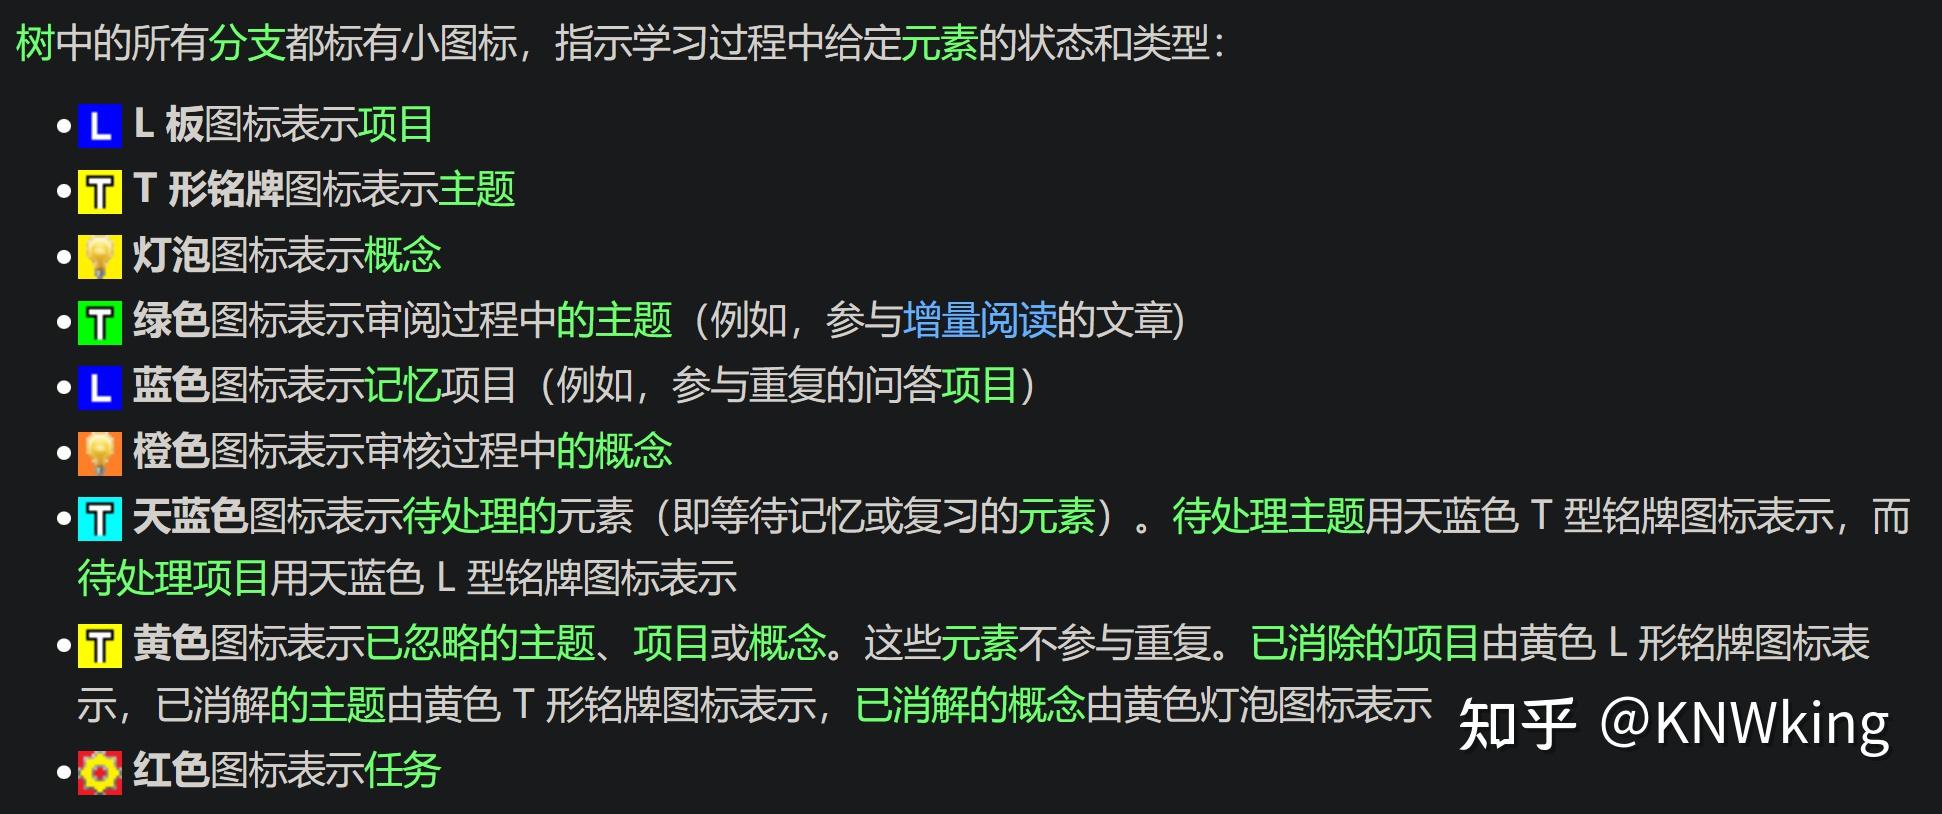 树中的所有分支都标有小图标，指示学习过程中给定元素的状态和类型：
L L 板图标表示项目
T T 形铭牌图标表示主题
灯泡图标表示概念
T 绿色图标表示审阅过程中的主题（例如，参与增量阅读的文章)
L 蓝色图标表示记忆项目（例如，参与重复的问答项目）
橙色图标表示审核过程中的概念
T 天蓝色图标表示待处理的元素（即等待记忆或复习的元素）。待处理主题用天蓝色 T 型铭牌图标表示，而
待处理项目用天蓝色 L 型铭牌图标表示
T 黄色图标表示已忽略的主题、项目或概念。这些元素不参与重复。已消除的项目由黄色 L 形铭牌图标表
示，已消解的主题由黄色 T 形铭牌图标表示，已消解的概念由黄色灯泡图标表示
红色图标表示任务
知乎 @KNWking